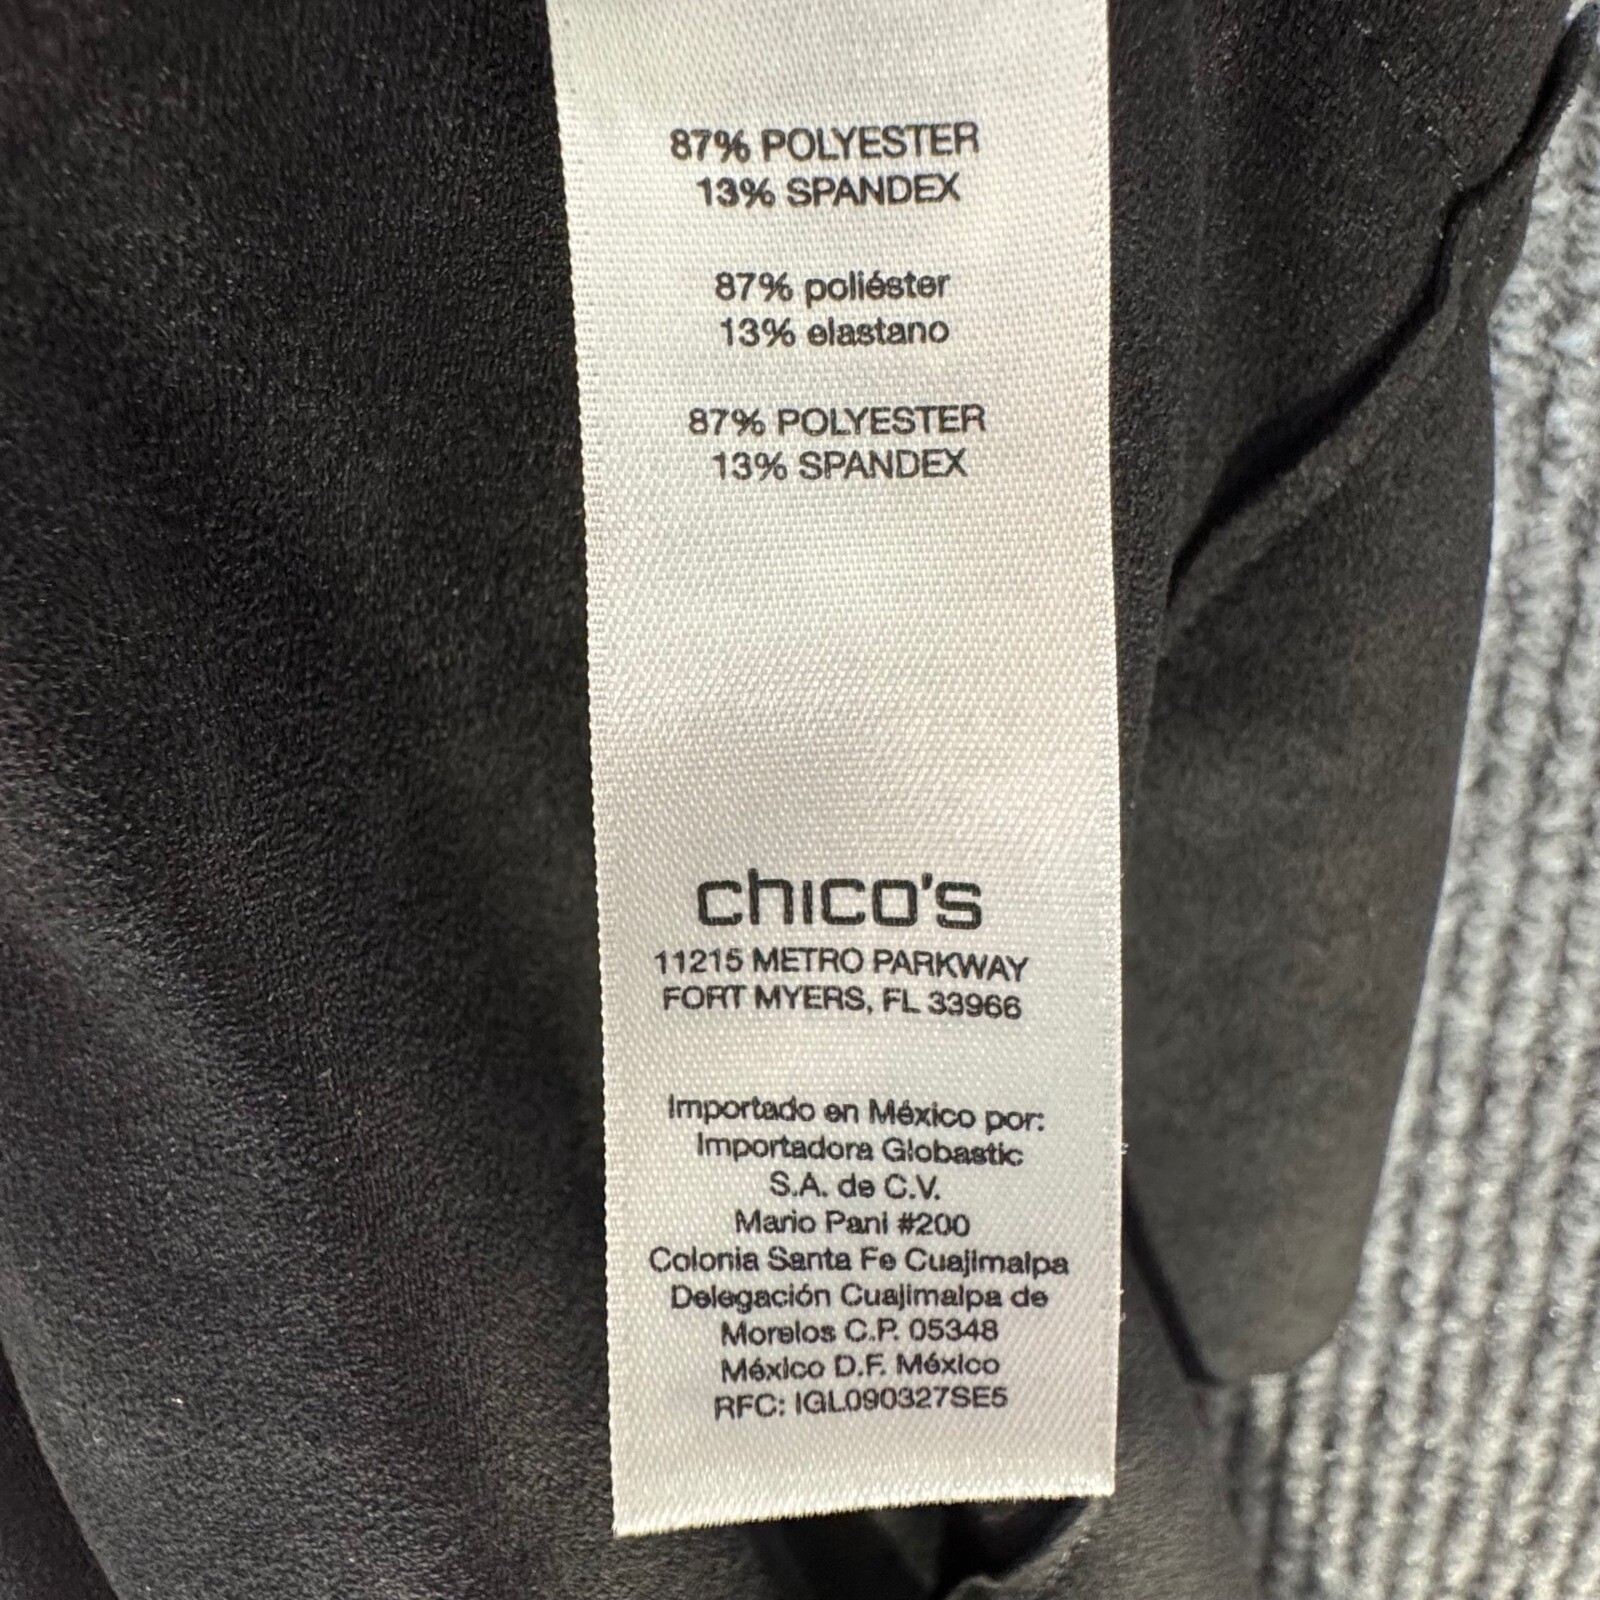 87% POLYESTER
13% SPANDEX
87% poliéster
13% elastano
87% POLYESTER
13% SPANDEX
chico's
11215 METRO PARKWAY
FORT MYERS, FL 33966
Importado en México por:
Importadora Globastic
S.A. de C.V.
Mario Pani #200
Colonia Santa Fe Cuajimalpa
Delegación Cuajimalpa de
Morelos C.P. 05348
México D.F. México
RFC: IGL090327SE5